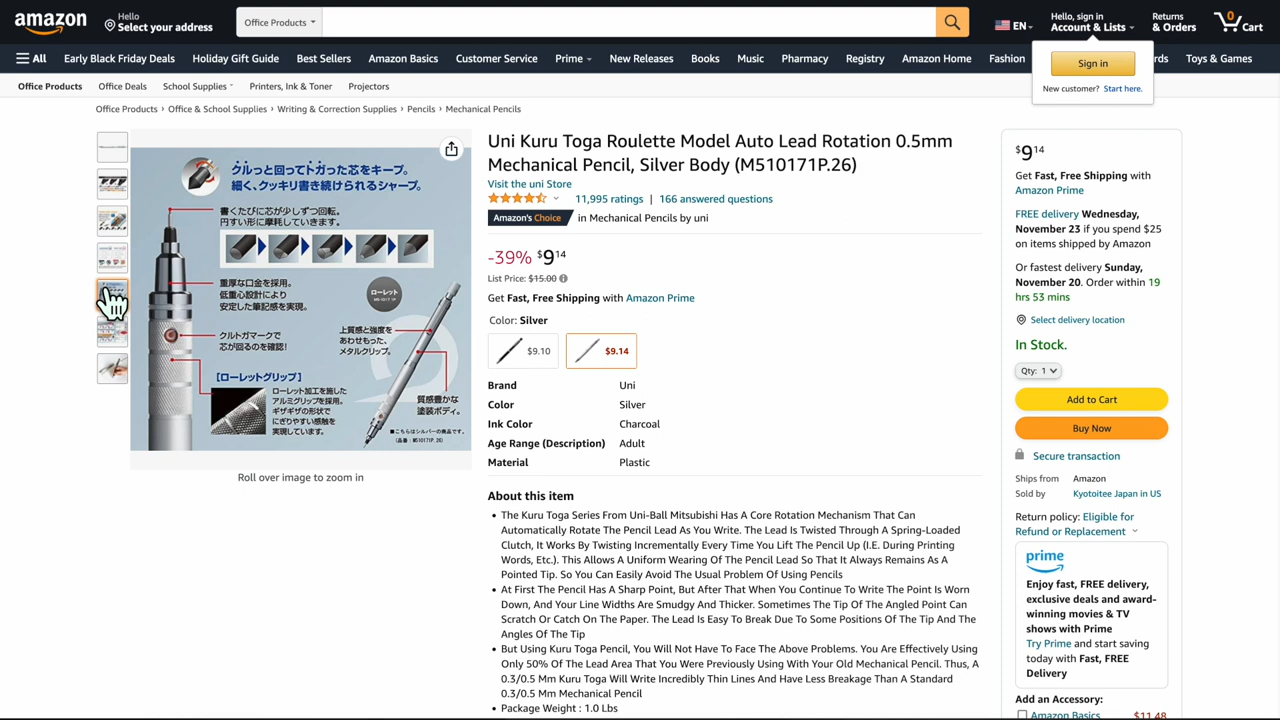 amazon
Hello
Select your address
Office Products
EN
Hello, sign in
Account & Lists
Returns
& Orders
0
Cart
All
Early Black Friday Deals
Holiday Gift Guide
Best Sellers
Amazon Basics
Customer Service
Prime
New Releases
Books
Music
Pharmacy
Registry
Amazon Home
Fashion
rds
Toys & Games
Sign in
New customer? Start here.
Office Products
Office Deals
School Supplies
Printers, Ink & Toner
Projectors
Office Products › Office & School Supplies › Writing & Correction Supplies › Pencils › Mechanical Pencils
クルッと回ってトガった芯をキープ。
細く、クッキリ書き続けられるシャープ。
書くたびに芯が少しずつ回転。
円すい形に摩耗していきます。
重厚な口金を採用。
低重心設計により
安定した筆記感を実現。
ローレット
M5-1017 1P
クルトガマークで
芯が回るのを確認!
上質感と強度を
あわせもった、
メタルクリップ。
【ローレットグリップ】
ローレット加工を施した
アルミグリップを採用。
ギザギザの形状で
にぎりやすい感触を
実現しています。
質感豊かな
塗装ボディ。
■ここはシルバーの商品です。
(品番:M510171P.26)
Roll over image to zoom in
Uni Kuru Toga Roulette Model Auto Lead Rotation 0.5mm
Mechanical Pencil, Silver Body (M510171P.26)
Visit the uni Store
11,995 ratings | 166 answered questions
Amazon's Choice in Mechanical Pencils by uni
-39% $9 14
List Price: $15.00
Get Fast, Free Shipping with Amazon Prime
Color: Silver
$9.10
$9.14
Brand Uni
Color Silver
Ink Color Charcoal
Age Range (Description) Adult
Material Plastic
About this item
• The Kuru Toga Series From Uni-Ball Mitsubishi Has A Core Rotation Mechanism That Can
Automatically Rotate The Pencil Lead As You Write. The Lead Is Twisted Through A Spring-Loaded
Clutch, It Works By Twisting Incrementally Every Time You Lift The Pencil Up (I.E. During Printing
Words, Etc.). This Allows A Uniform Wearing Of The Pencil Lead So That It Always Remains As A
Pointed Tip. So You Can Easily Avoid The Usual Problem Of Using Pencils
• At First The Pencil Has A Sharp Point, But After That When You Continue To Write The Point Is Worn
Down, And Your Line Widths Are Smudgy And Thicker. Sometimes The Tip Of The Angled Point Can
Scratch Or Catch On The Paper. The Lead Is Easy To Break Due To Some Positions Of The Tip And The
Angles Of The Tip
• But Using Kuru Toga Pencil, You Will Not Have To Face The Above Problems. You Are Effectively Using
Only 50% Of The Lead Area That You Were Previously Using With Your Old Mechanical Pencil. Thus, A
0.3/0.5 Mm Kuru Toga Will Write Incredibly Thin Lines And Have Less Breakage Than A Standard
0.3/0.5 Mm Mechanical Pencil
• Package Weight : 1.0 Lbs
$9 14
Get Fast, Free Shipping with
Amazon Prime
FREE delivery Wednesday,
November 23 if you spend $25
on items shipped by Amazon
Or fastest delivery Sunday,
November 20. Order within 19
hrs 53 mins
Select delivery location
In Stock.
Qty: 1
Add to Cart
Buy Now
Secure transaction
Ships from Amazon
Sold by Kyotoitee Japan in US
Return policy: Eligible for
Refund or Replacement
prime
Enjoy fast, FREE delivery,
exclusive deals and award-
winning movies & TV
shows with Prime
Try Prime and start saving
today with Fast, FREE
Delivery
Add an Accessory:
Amazon Basics $11.48